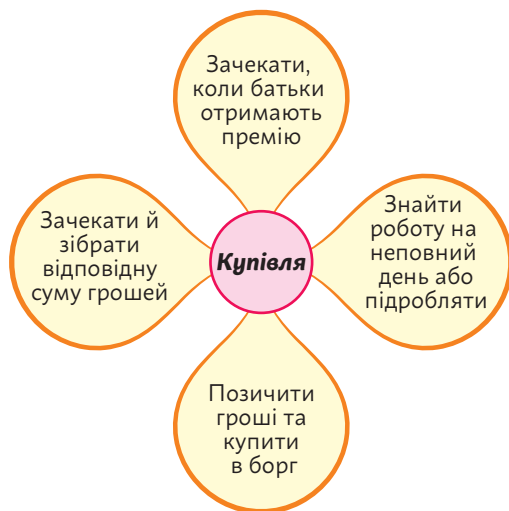 Зачекати,
коли батьки
отримають
премію
Зачекати й
зібрати
відповідну
суму грошей
Купівля
Знайти
роботу на
неповний
день або
підробляти
Позичити
гроші та
купити
в борг